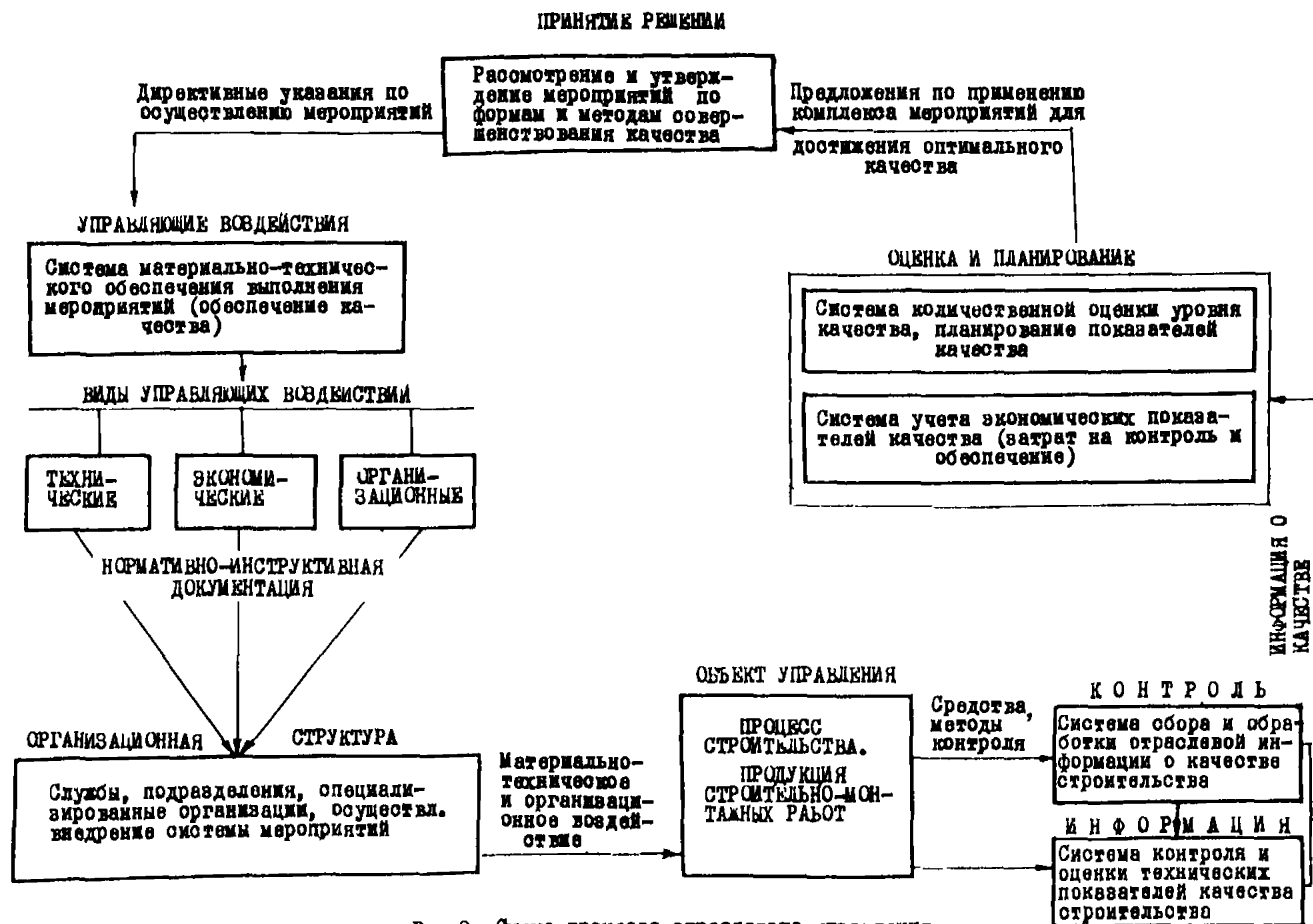 ПРИНЯТИЕ РЕШЕНИИ
Рассмотрение и утверж-
дение мероприятий по
формам и методам совер-
шенствования качества
Директивные указания по
осуществлению мероприятий
Предложения по применению
комплекса мероприятий для
достижения оптимального
качества
УПРАВЛЯЮЩИЕ ВОЗДЕЙСТВИЯ
Система материально-техничес-
кого обеспечения выполнения
мероприятий (обеспечение ка-
чества)
ВИДЫ УПРАВЛЯЮЩИХ ВОЗДЕЙСТВИЙ
ТЕХНИ-
ЧЕСКИЕ
ЭКОНОМИ-
ЧЕСКИЕ
ОРГАНИ-
ЗАЦИОННЫЕ
НОРМАТИВНО-ИНСТРУКТИВНАЯ
ДОКУМЕНТАЦИЯ
ОРГАНИЗАЦИОННАЯ СТРУКТУРА
Службы, подразделения, специали-
зированные организации, осуществл.
внедрение системы мероприятий
Материально-
техническое
и организаци-
онное воздей-
ствие
ОБЪЕКТ УПРАВЛЕНИЯ
ПРОЦЕСС
СТРОИТЕЛЬСТВА.
ПРОДУКЦИЯ
СТРОИТЕЛЬНО-МОН-
ТАЖНЫХ РАБОТ
Средства,
методы
контроля
КОНТРОЛЬ
Система сбора и обра-
ботки отраслевой ин-
формации о качестве
строительства
ИНФОРМАЦИЯ
Система контроля и
оценки технических
показателей качества
строительства
ИНФОРМАЦИЯ О
КАЧЕСТВЕ
ОЦЕНКА И ПЛАНИРОВАНИЕ
Система количественной оценки уровня
качества, планирование показателей
качества
Система учета экономических показа-
телей качества (затрат на контроль и
обеспечение)